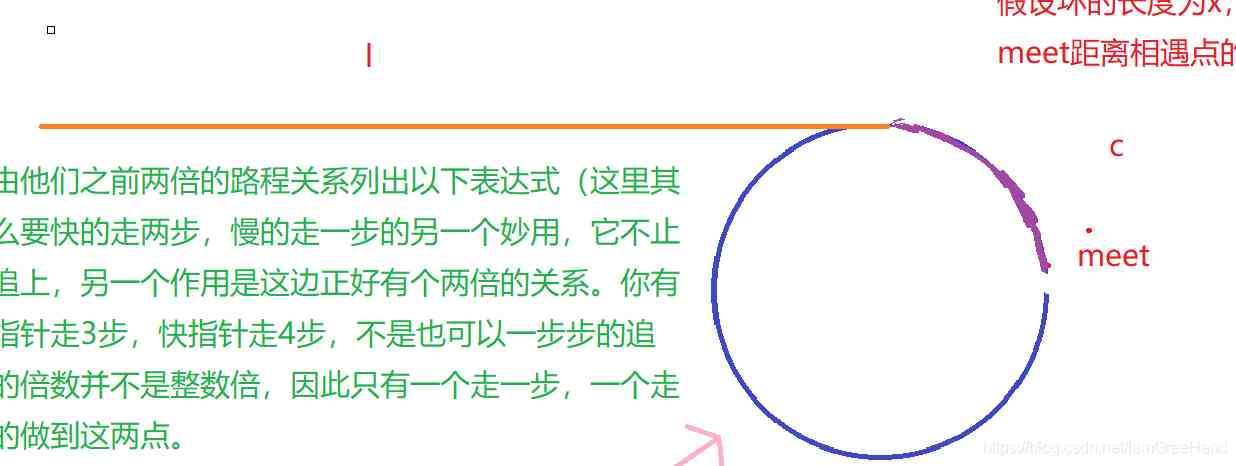 假设环的长度为x，
l
meet距离相遇点的
c
由他们之前两倍的路程关系列出以下表达式（这里其
么要快的走两步，慢的走一步的另一个妙用，它不止
meet
追上，另一个作用是这边正好有个两倍的关系。你有
指针走3步，快指针走4步，不是也可以一步步的追
的倍数并不是整数倍，因此只有一个走一步，一个走
的做到这两点。
https://blog.csdn.net/IamGreeHand